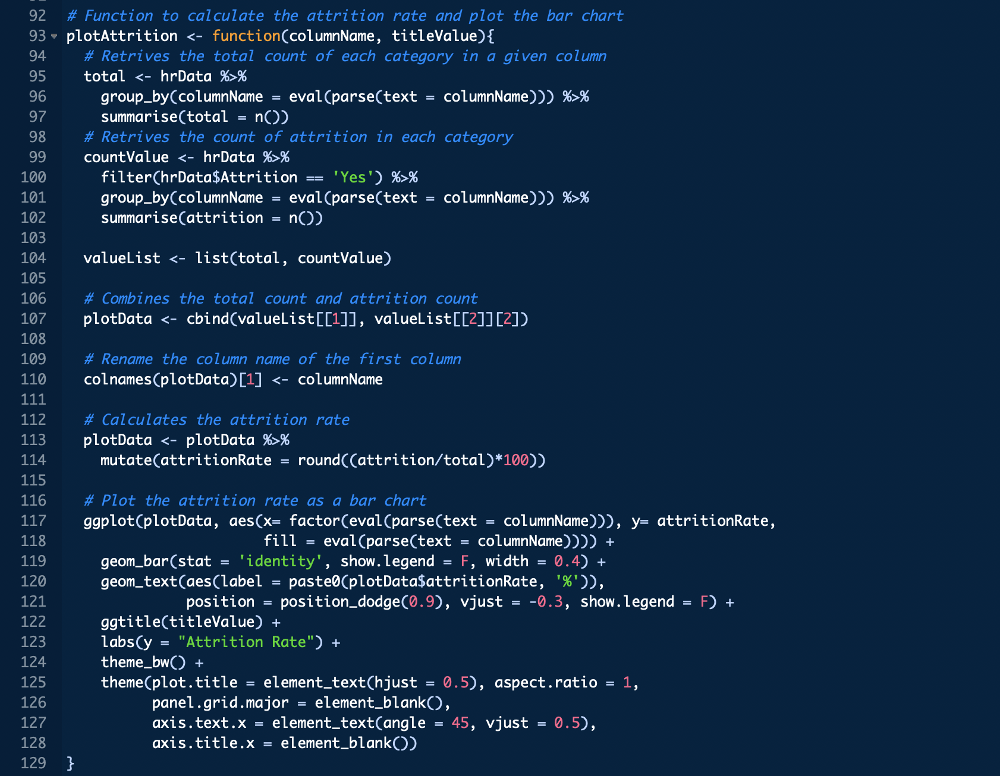 92 # Function to calculate the attrition rate and plot the bar chart
93 plotAttrition <- function(columnName, titleValue){
94   # Retrives the total count of each category in a given column
95   total <- hrData %>%
96     group_by(columnName = eval(parse(text = columnName))) %>%
97     summarise(total = n())
98   # Retrives the count of attrition in each category
99   countValue <- hrData %>%
100     filter(hrData$Attrition == 'Yes') %>%
101     group_by(columnName = eval(parse(text = columnName))) %>%
102     summarise(attrition = n())
103
104   valueList <- list(total, countValue)
105
106   # Combines the total count and attrition count
107   plotData <- cbind(valueList[[1]], valueList[[2]][2])
108
109   # Rename the column name of the first column
110   colnames(plotData)[1] <- columnName
111
112   # Calculates the attrition rate
113   plotData <- plotData %>%
114     mutate(attritionRate = round((attrition/total)*100))
115
116   # Plot the attrition rate as a bar chart
117   ggplot(plotData, aes(x= factor(eval(parse(text = columnName))), y= attritionRate,
118                        fill = eval(parse(text = columnName)))) +
119     geom_bar(stat = 'identity', show.legend = F, width = 0.4) +
120     geom_text(aes(label = paste0(plotData$attritionRate, '%')),
121               position = position_dodge(0.9), vjust = -0.3, show.legend = F) +
122     ggtitle(titleValue) +
123     labs(y = "Attrition Rate") +
124     theme_bw() +
125     theme(plot.title = element_text(hjust = 0.5), aspect.ratio = 1,
126           panel.grid.major = element_blank(),
127           axis.text.x = element_text(angle = 45, vjust = 0.5),
128           axis.title.x = element_blank())
129 }